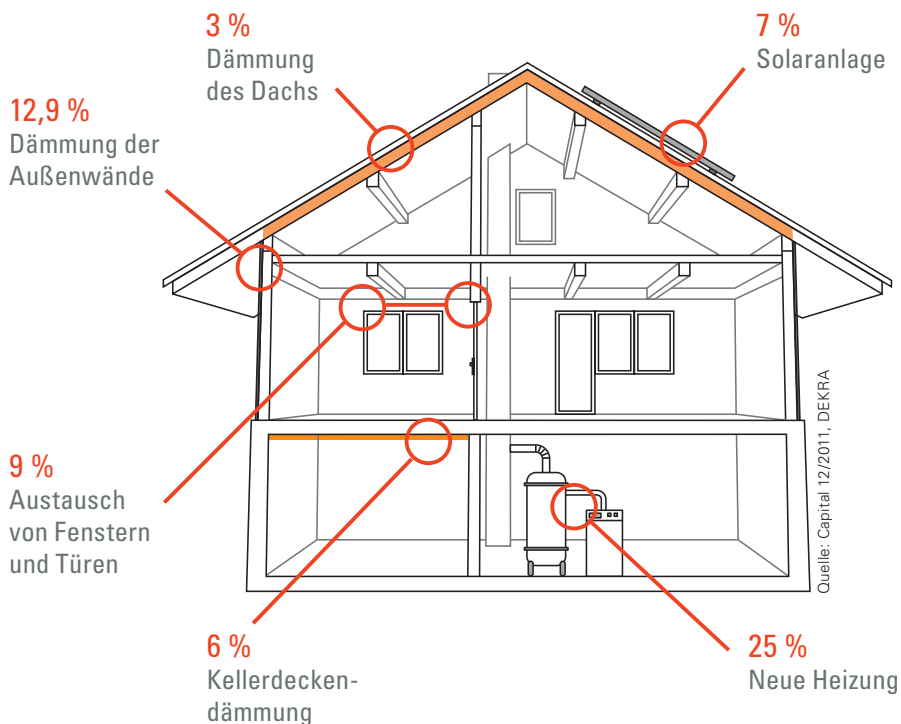 3 %
Dämmung
des Dachs
7 %
Solaranlage
12,9 %
Dämmung der
Außenwände
9 %
Austausch
von Fenstern
und Türen
6 %
Kellerdecken-
dämmung
25 %
Neue Heizung
Quelle: Capital 12/2011, DEKRA